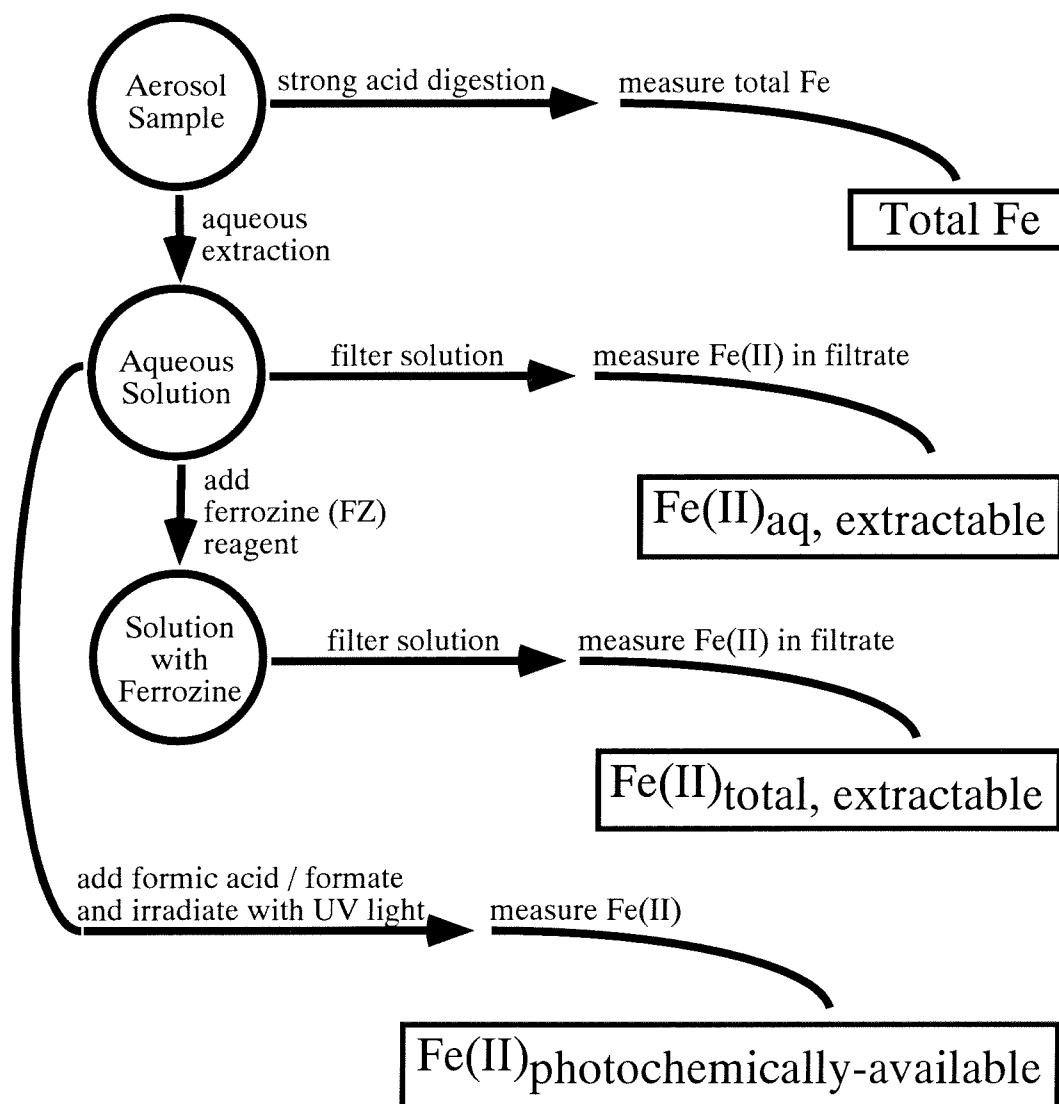 Aerosol
Sample
strong acid digestion
measure total Fe
Total Fe
aqueous
extraction
Aqueous
Solution
filter solution
measure Fe(II) in filtrate
Fe(II)aq, extractable
add
ferrozine (FZ)
reagent
Solution
with
Ferrozine
filter solution
measure Fe(II) in filtrate
Fe(II)total, extractable
add formic acid / formate
and irradiate with UV light
measure Fe(II)
Fe(II)photochemically-available